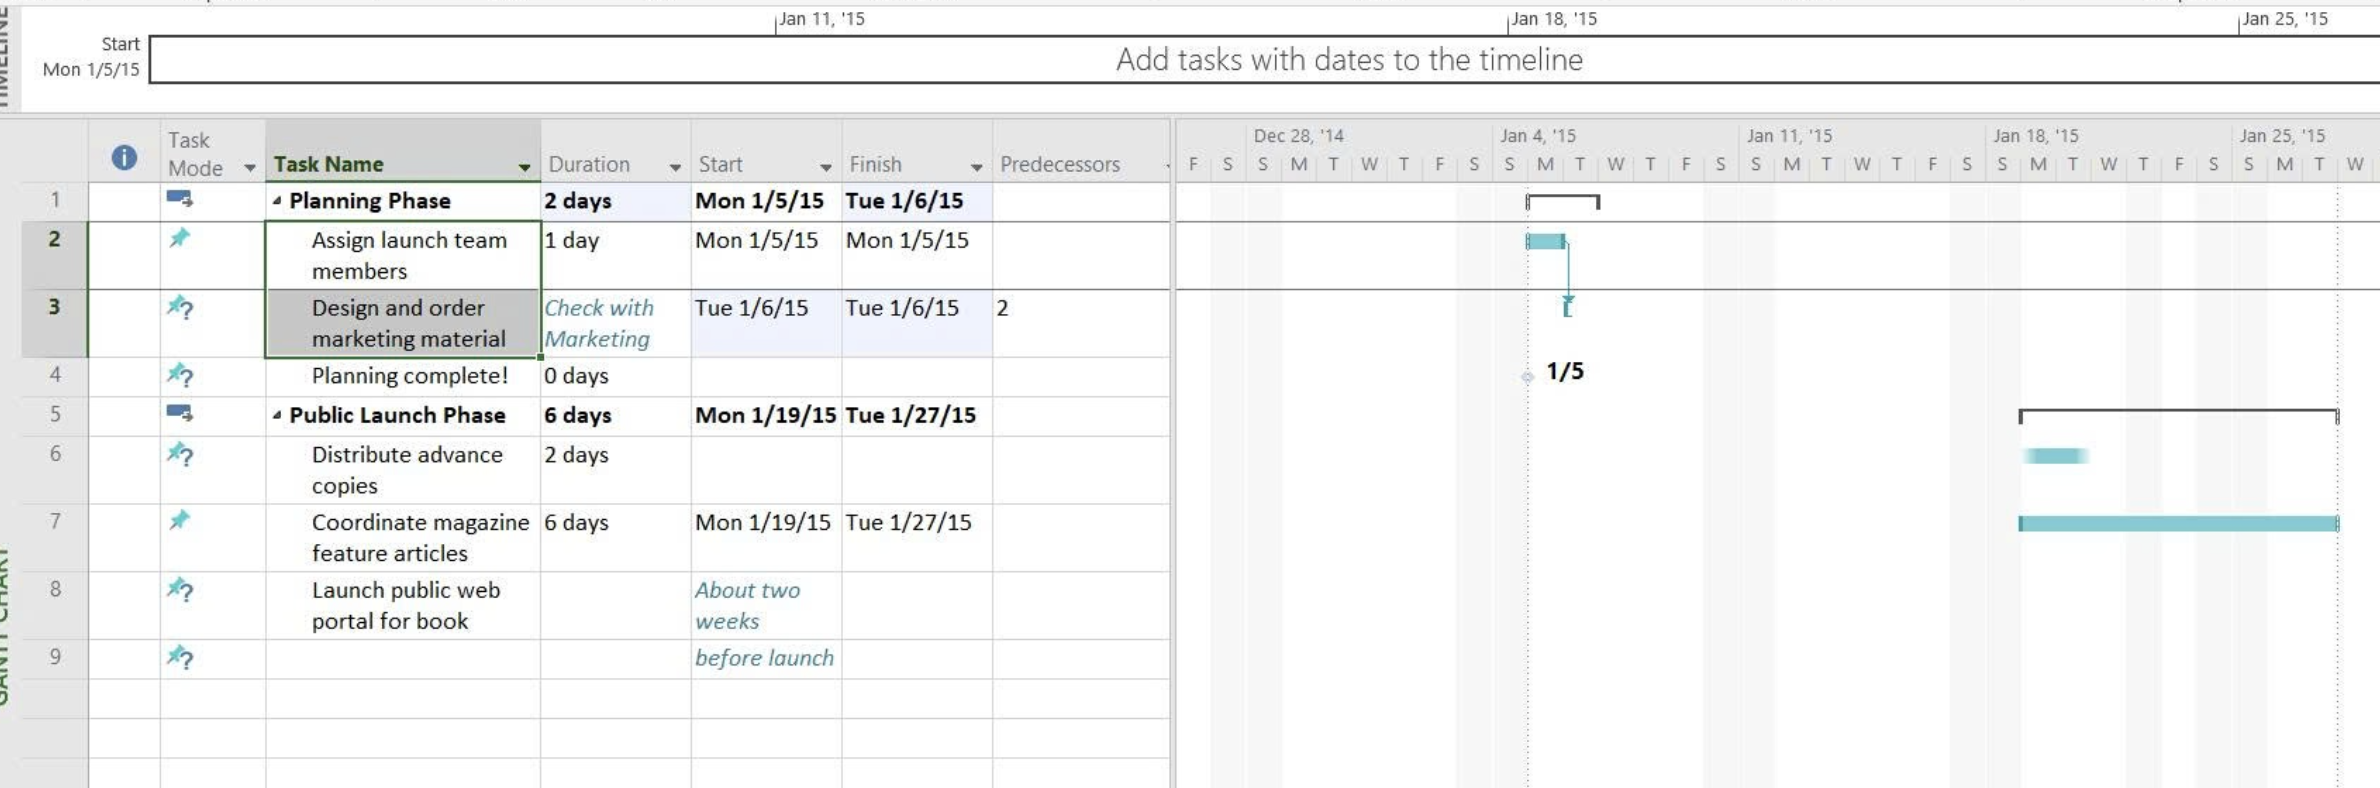 Jan 11, '15 Jan 18, '15 Jan 25, '15
Start
Mon 1/5/15
Add tasks with dates to the timeline
TIMELINE
Task Mode Task Name Duration Start Finish Predecessors
Dec 28, '14 Jan 4, '15 Jan 11, '15 Jan 18, '15 Jan 25, '15
F S S M T W T F S S M T W T F S S M T W T F S S M T W T F S S M T W
1 Planning Phase 2 days Mon 1/5/15 Tue 1/6/15
2 Assign launch team 1 day Mon 1/5/15 Mon 1/5/15
members
3 Design and order Check with Tue 1/6/15 Tue 1/6/15 2
marketing material Marketing
4 Planning complete! 0 days 1/5
5 Public Launch Phase 6 days Mon 1/19/15 Tue 1/27/15
6 Distribute advance 2 days
copies
7 Coordinate magazine 6 days Mon 1/19/15 Tue 1/27/15
feature articles
8 Launch public web About two
portal for book weeks
9 before launch
GANTT CHART